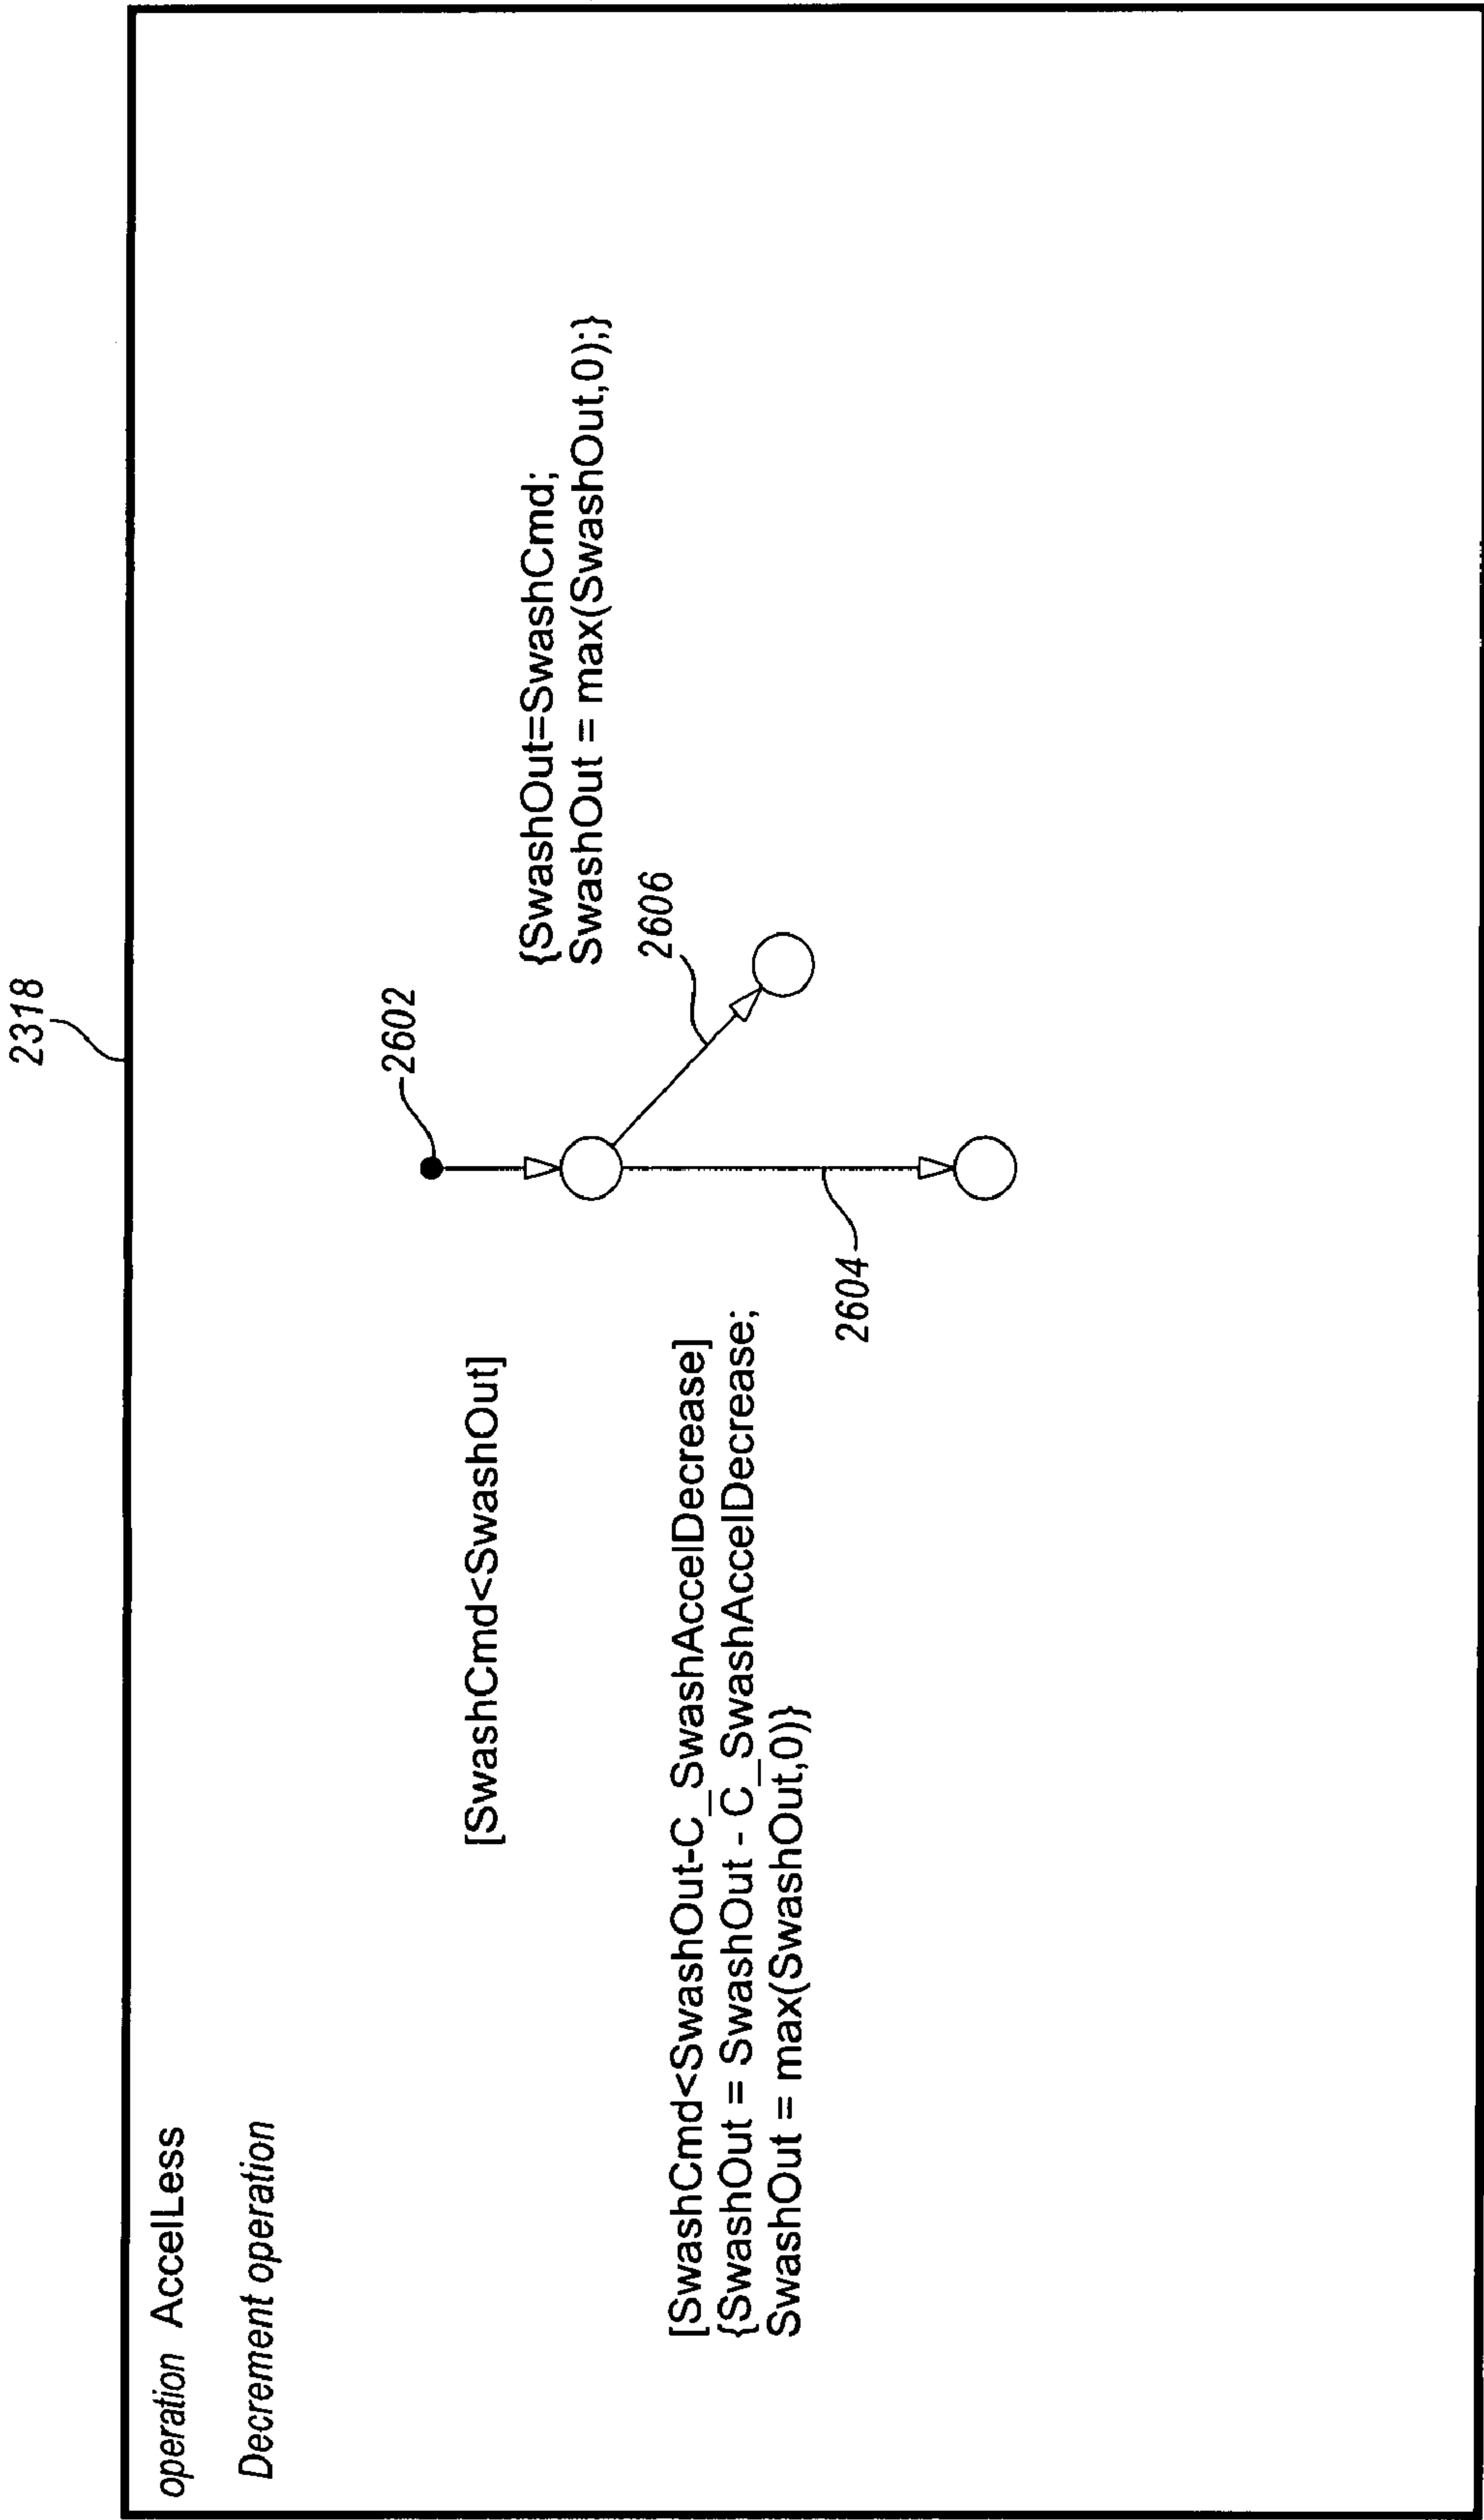 2318
operation AccelLess
Decrement operation
2602
[SwashCmd<SwashOut]
{SwashOut=SwashCmd;
SwashOut = max(SwashOut,0);}
2606
[SwashCmd<SwashOut-C_SwashAccelDecrease]
{SwashOut = SwashOut - C_SwashAccelDecrease;
SwashOut = max(SwashOut,0)}
2604